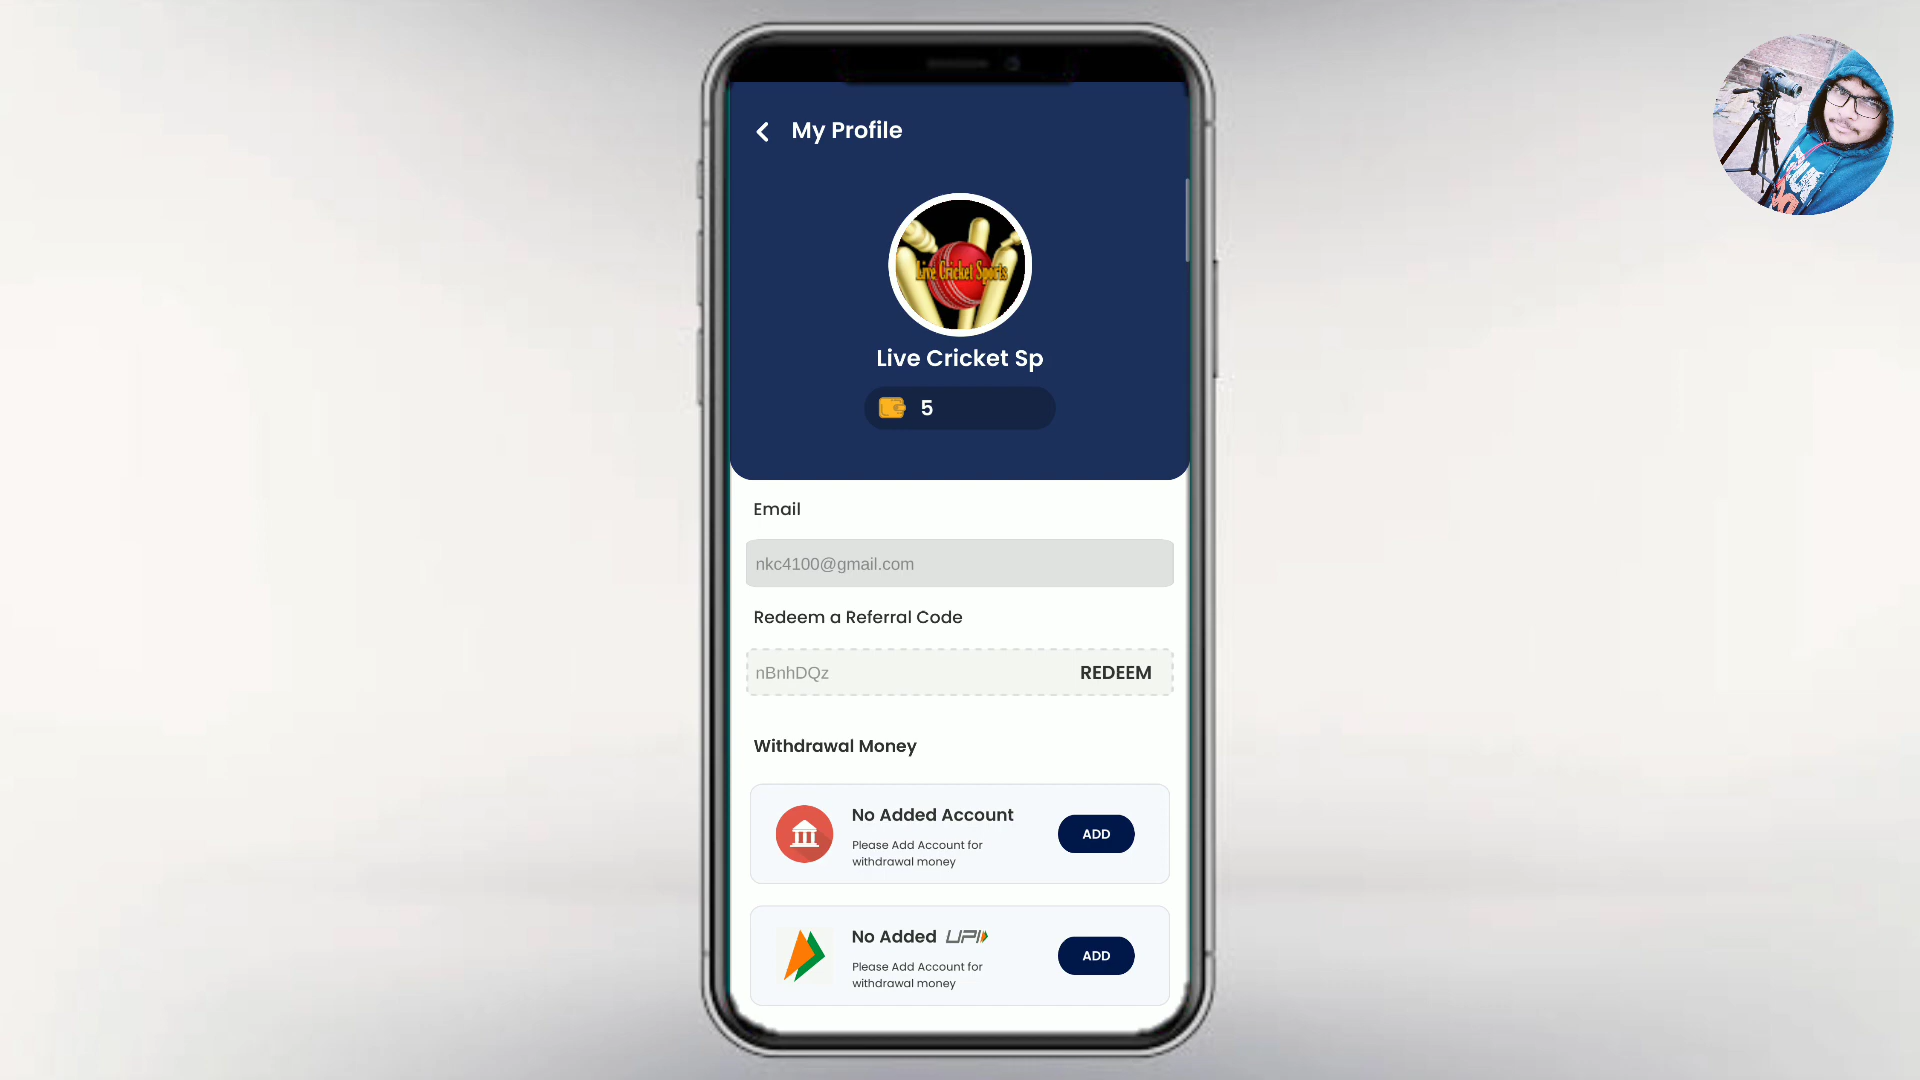 My Profile
Live Cricket Sports
Live Cricket Sp
5
Email
nkc4100@gmail.com
Redeem a Referral Code
nBnhDQz
REDEEM
Withdrawal Money
No Added Account
Please Add Account for
withdrawal money
ADD
No Added UPI
Please Add Account for
withdrawal money
ADD